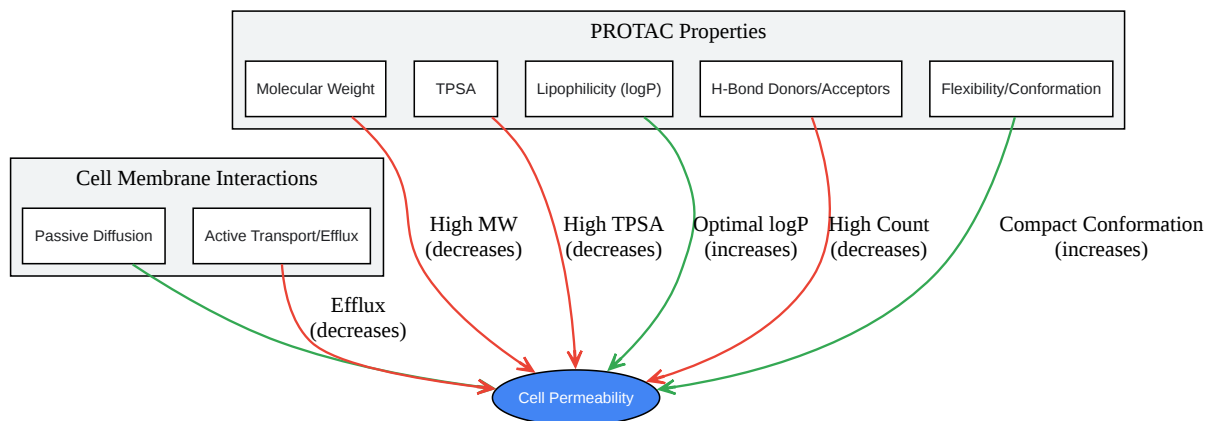 PROTAC Properties
Molecular Weight
TPSA
Lipophilicity (logP)
H-Bond Donors/Acceptors
Flexibility/Conformation
Cell Membrane Interactions
Passive Diffusion
Active Transport/Efflux
High MW
(decreases)
High TPSA
(decreases)
Optimal logP
(increases)
High Count
(decreases)
Compact Conformation
(increases)
Efflux
(decreases)
Cell Permeability